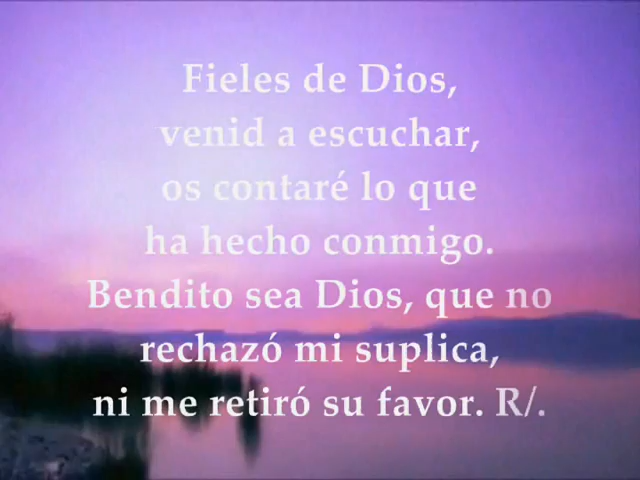 Fieles de Dios,
venid a escuchar,
os contaré lo que
ha hecho conmigo.
Bendito sea Dios, que no
rechazó mi suplica,
ni me retiró su favor. R/.